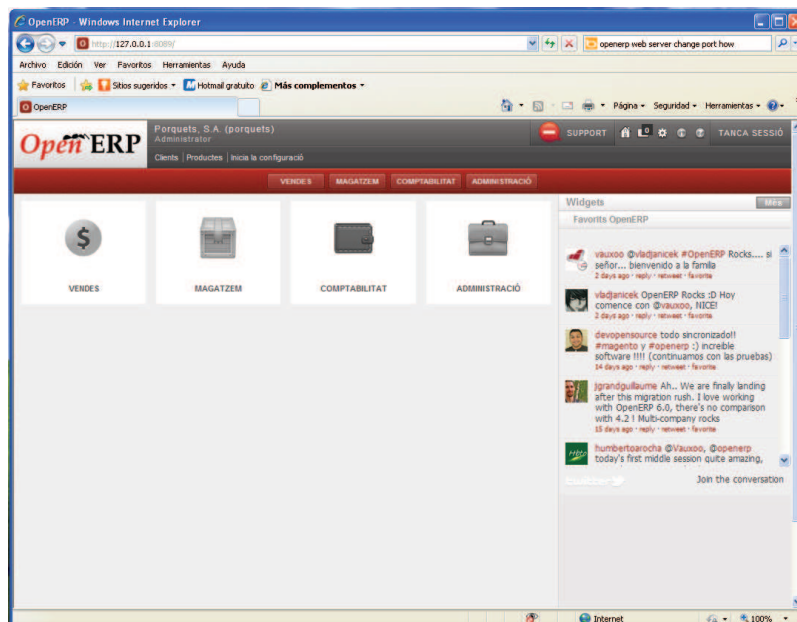 OpenERP - Windows Internet Explorer
http://127.0.0.1:8089/
openerp web server change port how
Archivo Edición Ver Favoritos Herramientas Ayuda
Favoritos Sitios sugeridos Hotmail gratuito Más complementos
OpenERP Página Seguridad Herramientas
Open ERP
Porquets, S.A. (porquets)
Administrator
SUPPORT 0 TANCA SESSIÓ
Clients | Productes | Inicia la configuració
VENDES MAGATZEM COMPTABILITAT ADMINISTRACIÓ
Widgets Més
Favorits OpenERP
$
VENDES MAGATZEM COMPTABILITAT ADMINISTRACIÓ
vauxoo @vladjanicek #OpenERP Rocks.... si
señor... bienvenido a la famila
2 days ago · reply · retweet · favorite
vladjanicek OpenERP Rocks :D Hoy
comence con @vauxoo, NICE!
2 days ago · reply · retweet · favorite
devopensource todo sincronizado!!
#magento y #openerp :) increible
software !!!! (continuamos con las pruebas)
14 days ago · reply · retweet · favorite
jgrandguillaume Ah.. We are finally landing
after this migration rush. I love working
with OpenERP 6.0, there's no comparison
with 4.2 ! Multi-company rocks
15 days ago · reply · retweet · favorite
humbertoarocha @Vauxoo, @openerp
today's first middle session quite amazing,
twitter Join the conversation
Internet 100%